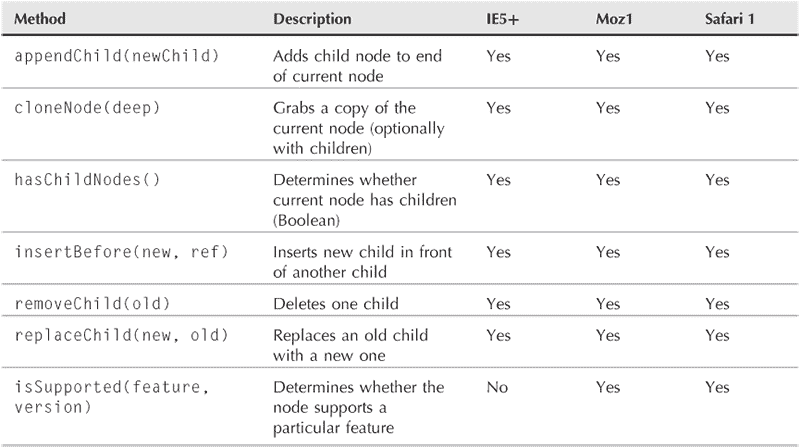 Method Description IE5+ Moz1 Safari 1
appendChild(newChild) Adds child node to end Yes Yes Yes
of current node
cloneNode(deep) Grabs a copy of the Yes Yes Yes
current node (optionally
with children)
hasChildNodes() Determines whether Yes Yes Yes
current node has children
(Boolean)
insertBefore(new, ref) Inserts new child in front Yes Yes Yes
of another child
removeChild(old) Deletes one child Yes Yes Yes
replaceChild(new, old) Replaces an old child Yes Yes Yes
with a new one
isSupported(feature, Determines whether the No Yes Yes
version) node supports a
particular feature